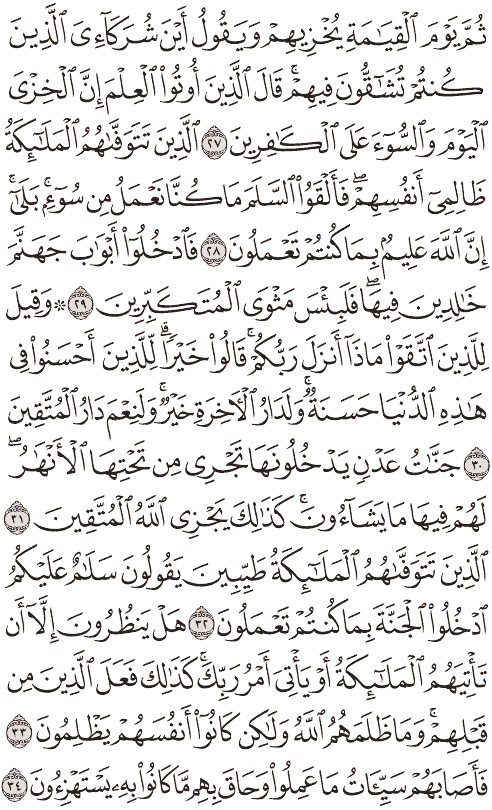 ثُمَّ يَوْمَ ٱلْقِيَٰمَةِ يُخْزِيهِمْ وَيَقُولُ أَيْنَ شُرَكَآءِىَ ٱلَّذِينَ
كُنتُمْ تُشَٰٓقُّونَ فِيهِمْ ۚ قَالَ ٱلَّذِينَ أُوتُوا۟ ٱلْعِلْمَ إِنَّ ٱلْخِزْىَ
ٱلْيَوْمَ وَٱلسُّوٓءَ عَلَى ٱلْكَٰفِرِينَ ٢٧ ٱلَّذِينَ تَتَوَفَّىٰهُمُ ٱلْمَلَٰٓئِكَةُ
ظَالِمِىٓ أَنفُسِهِمْ ۖ فَأَلْقَوُا۟ ٱلسَّلَمَ مَا كُنَّا نَعْمَلُ مِن سُوٓءٍۭ ۚ بَلَىٰٓ ۚ
إِنَّ ٱللَّهَ عَلِيمٌۢ بِمَا كُنتُمْ تَعْمَلُونَ ٢٨ فَٱدْخُلُوٓا۟ أَبْوَٰبَ جَهَنَّمَ
خَٰلِدِينَ فِيهَا ۖ فَلَبِئْسَ مَثْوَى ٱلْمُتَكَبِّرِينَ ٢٩ ۞ وَقِيلَ
لِلَّذِينَ ٱتَّقَوْا۟ مَاذَآ أَنزَلَ رَبُّكُمْ ۚ قَالُوا۟ خَيْرًا ۗ لِّلَّذِينَ أَحْسَنُوا۟ فِى
هَٰذِهِ ٱلدُّنْيَا حَسَنَةٌ ۚ وَلَدَارُ ٱلْءَاخِرَةِ خَيْرٌ ۚ وَلَنِعْمَ دَارُ ٱلْمُتَّقِينَ
٣٠ جَنَّٰتُ عَدْنٍ يَدْخُلُونَهَا تَجْرِى مِن تَحْتِهَا ٱلْأَنْهَٰرُ ۖ
لَهُمْ فِيهَا مَا يَشَآءُونَ ۚ كَذَٰلِكَ يَجْزِى ٱللَّهُ ٱلْمُتَّقِينَ ٣١
ٱلَّذِينَ تَتَوَفَّىٰهُمُ ٱلْمَلَٰٓئِكَةُ طَيِّبِينَ يَقُولُونَ سَلَٰمٌ عَلَيْكُمُ
ٱدْخُلُوا۟ ٱلْجَنَّةَ بِمَا كُنتُمْ تَعْمَلُونَ ٣٢ هَلْ يَنظُرُونَ إِلَّآ أَن
تَأْتِيَهُمُ ٱلْمَلَٰٓئِكَةُ أَوْ يَأْتِىَ أَمْرُ رَبِّكَ ۚ كَذَٰلِكَ فَعَلَ ٱلَّذِينَ مِن
قَبْلِهِمْ ۚ وَمَا ظَلَمَهُمُ ٱللَّهُ وَلَٰكِن كَانُوٓا۟ أَنفُسَهُمْ يَظْلِمُونَ ٣٣
فَأَصَابَهُمْ سَيِّـَٔاتُ مَا عَمِلُوا۟ وَحَاقَ بِهِم مَّا كَانُوا۟ بِهِۦ يَسْتَهْزِءُونَ ٣٤